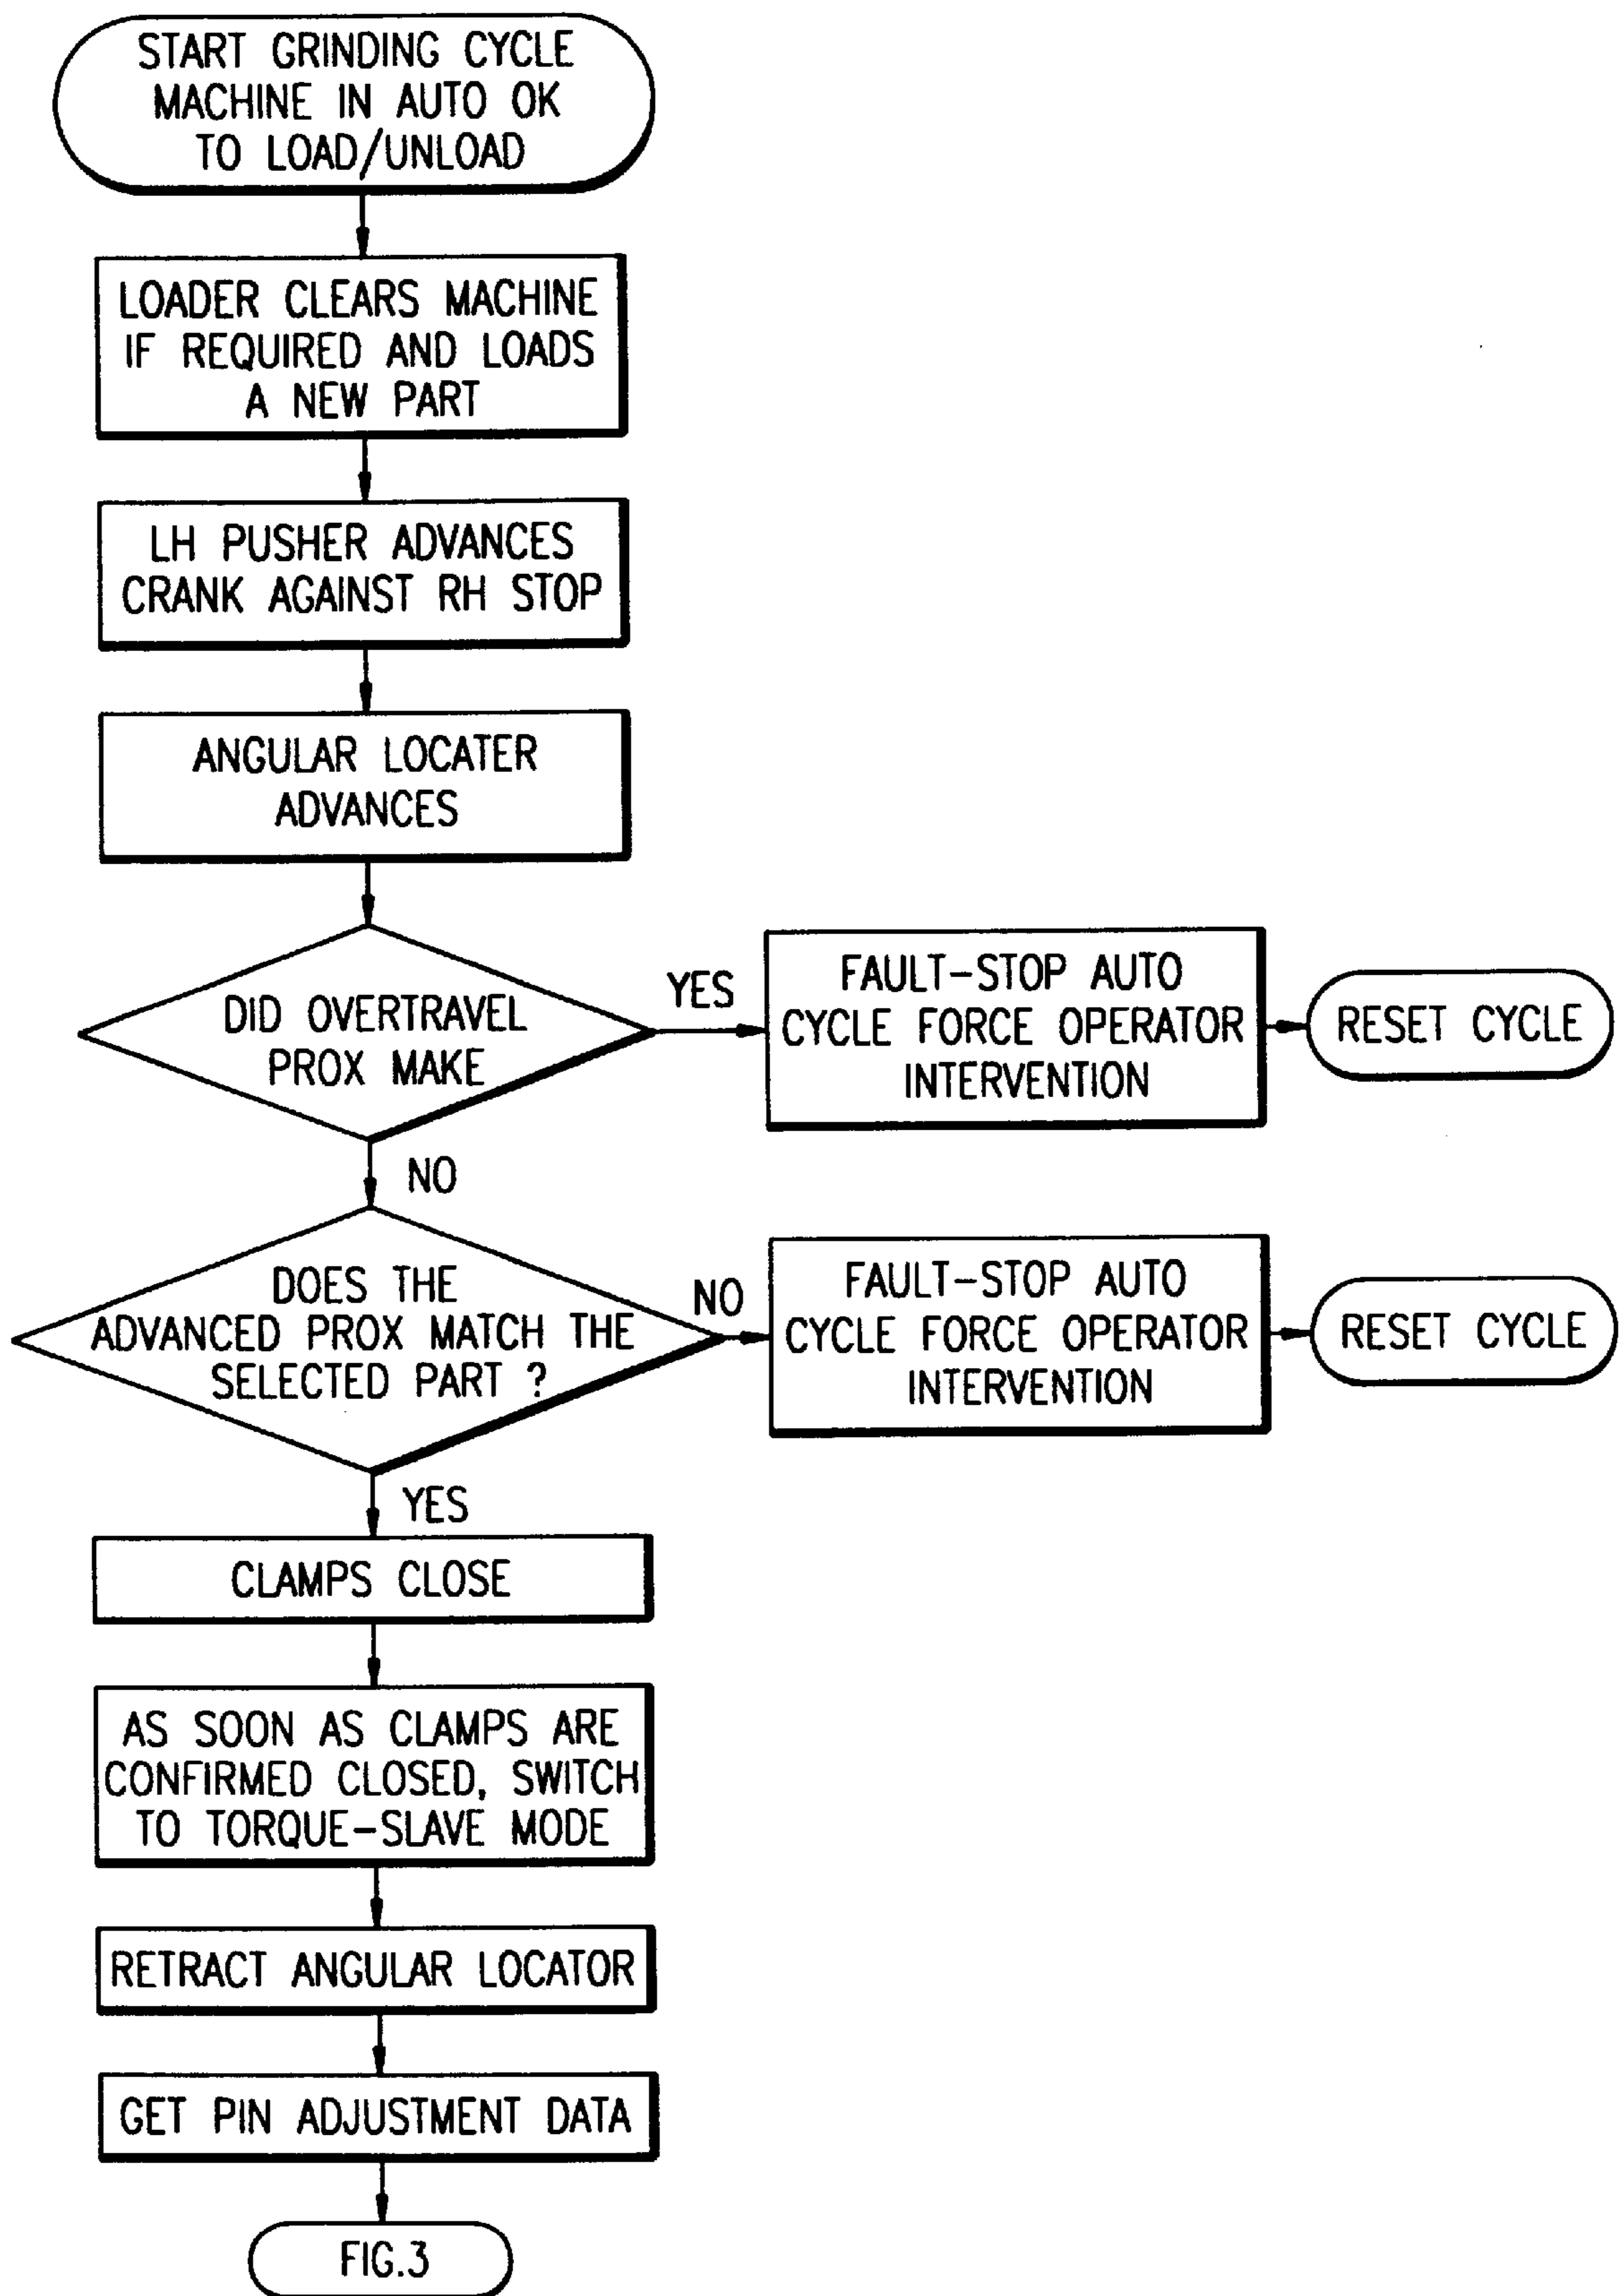 START GRINDING CYCLE
MACHINE IN AUTO OK
TO LOAD/UNLOAD
LOADER CLEARS MACHINE
IF REQUIRED AND LOADS
A NEW PART
LH PUSHER ADVANCES
CRANK AGAINST RH STOP
ANGULAR LOCATER
ADVANCES
DID OVERTRAVEL
PROX MAKE
YES
FAULT-STOP AUTO
CYCLE FORCE OPERATOR
INTERVENTION
RESET CYCLE
NO
DOES THE
ADVANCED PROX MATCH THE
SELECTED PART ?
NO
FAULT-STOP AUTO
CYCLE FORCE OPERATOR
INTERVENTION
RESET CYCLE
YES
CLAMPS CLOSE
AS SOON AS CLAMPS ARE
CONFIRMED CLOSED, SWITCH
TO TORQUE-SLAVE MODE
RETRACT ANGULAR LOCATOR
GET PIN ADJUSTMENT DATA
FIG.3